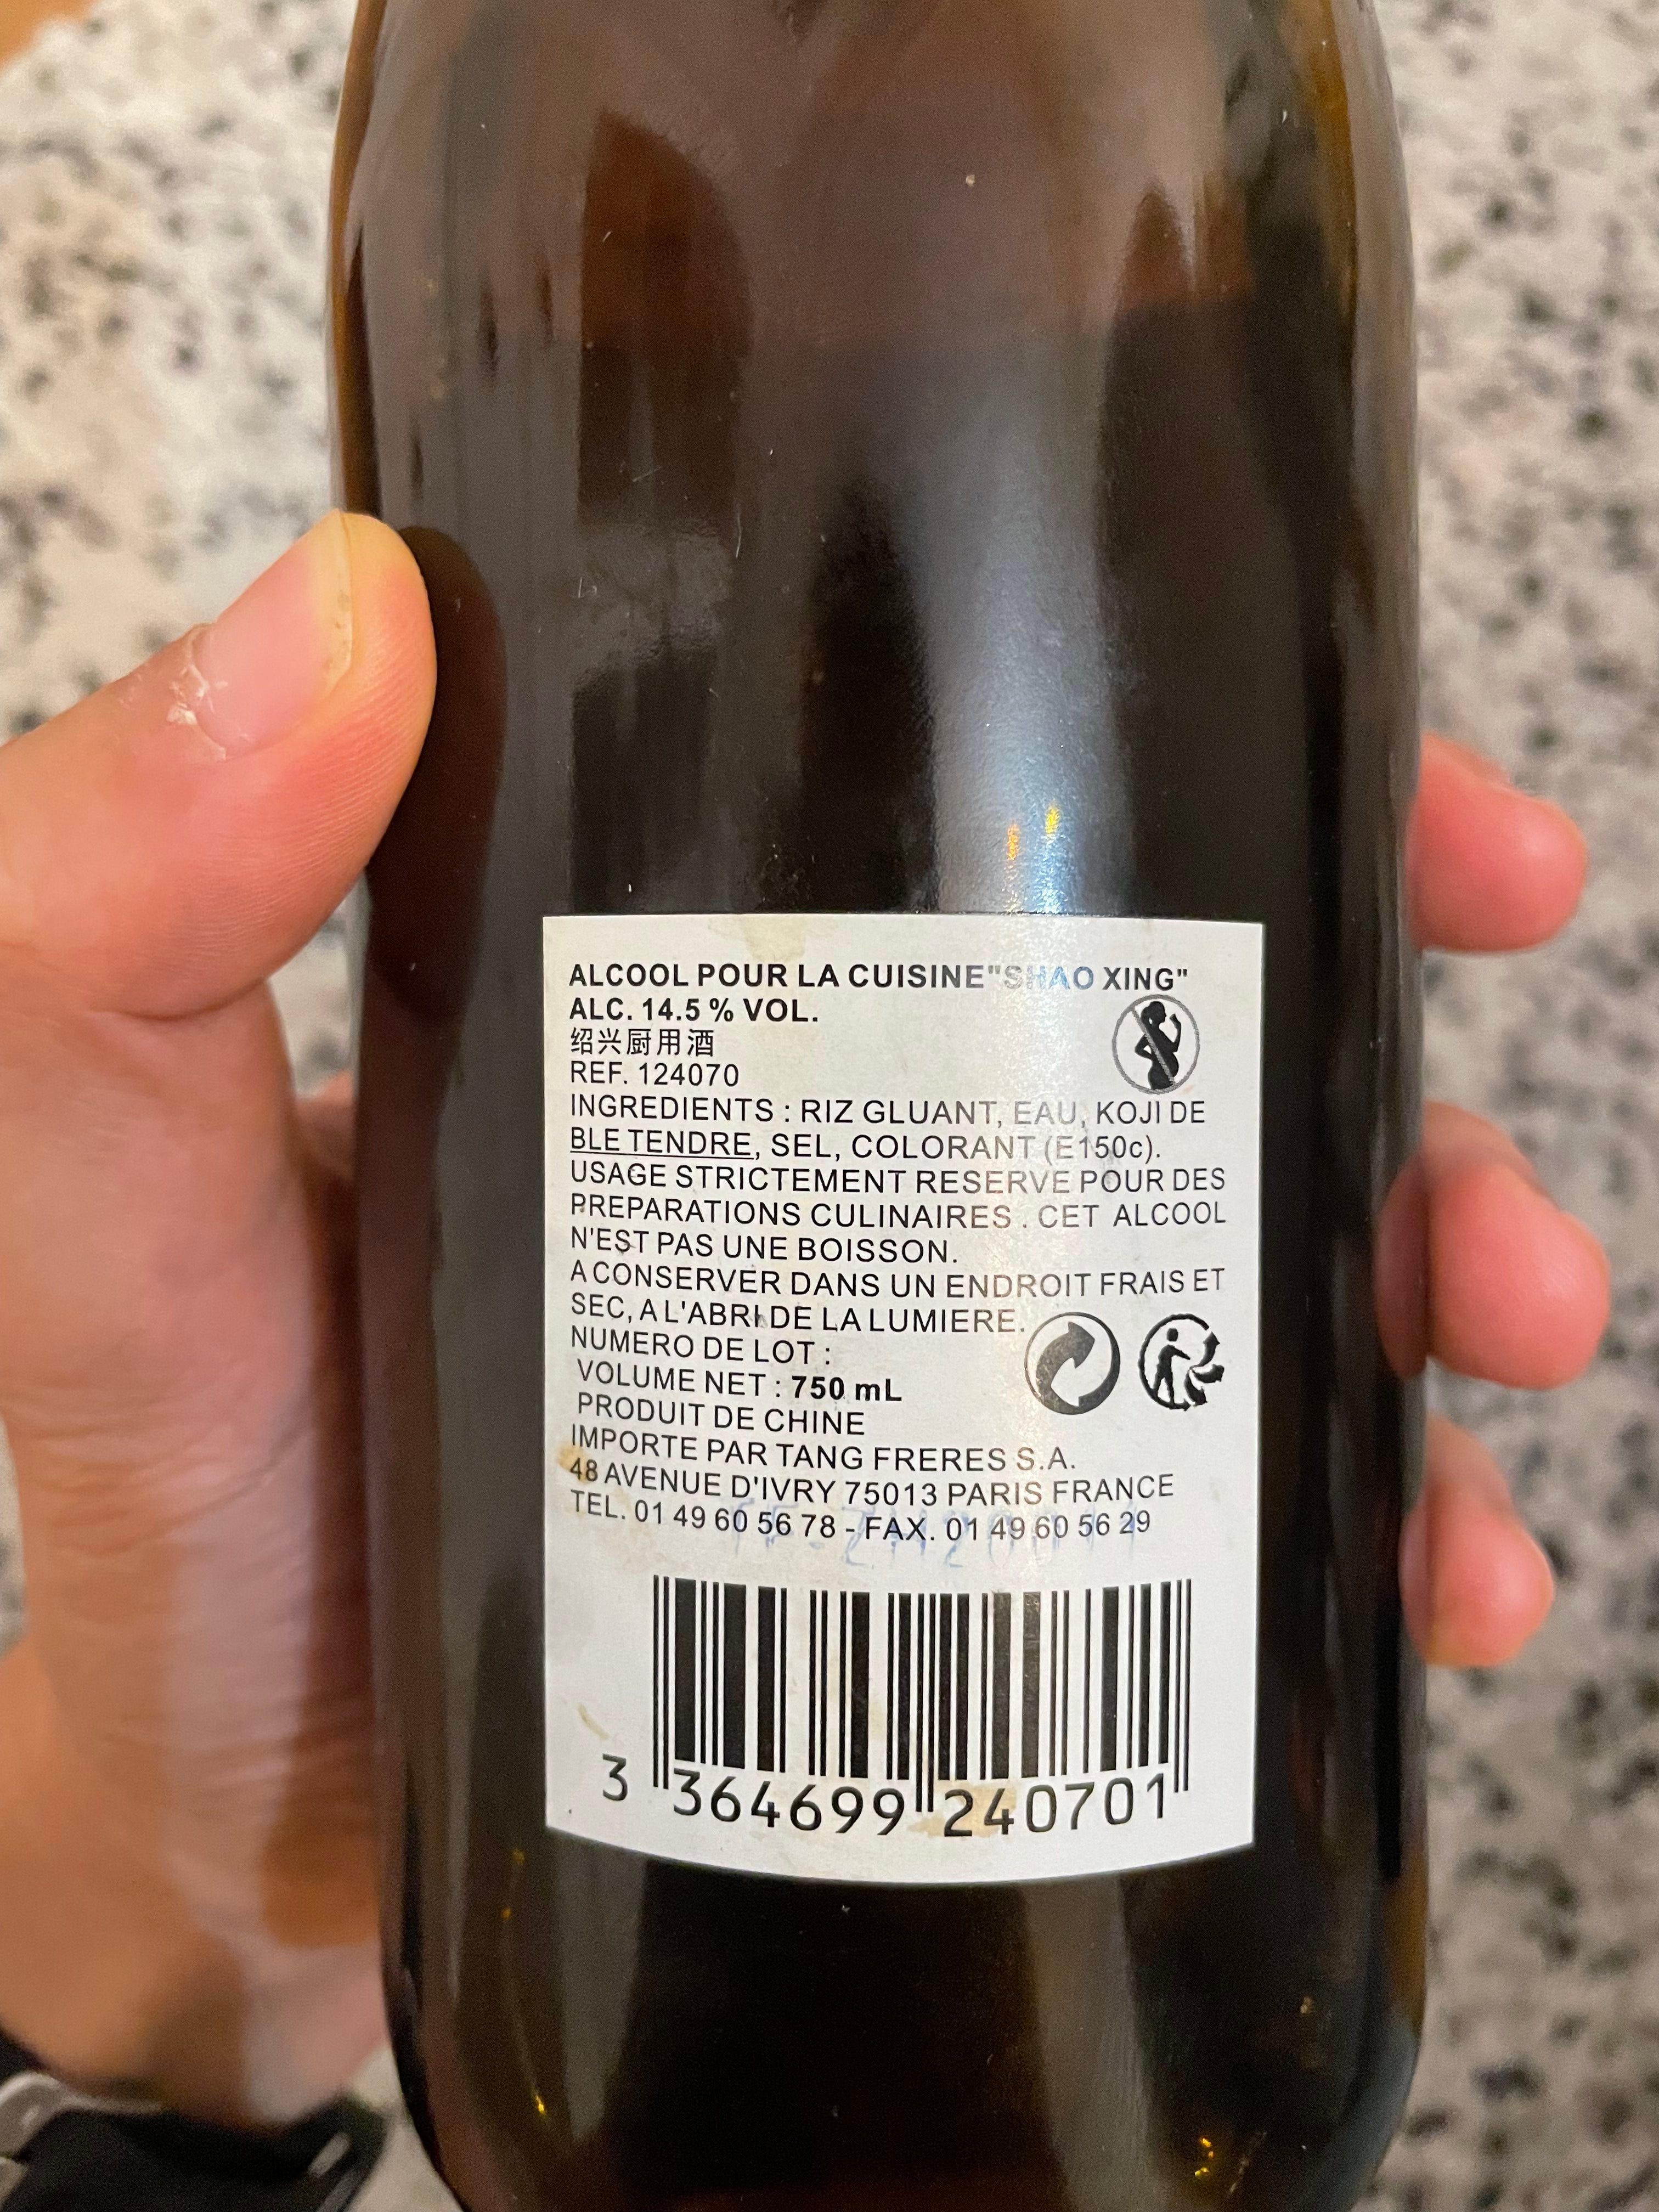 ALCOOL POUR LA CUISINE"SHAO XING"
ALC. 14.5 % VOL.
绍兴厨用酒
REF. 124070
INGREDIENTS : RIZ GLUANT, EAU, KOJI DE
BLE TENDRE, SEL, COLORANT (E150c).
USAGE STRICTEMENT RESERVE POUR DES
PREPARATIONS CULINAIRES . CET ALCOOL
N'EST PAS UNE BOISSON.
A CONSERVER DANS UN ENDROIT FRAIS ET
SEC, A L'ABRI DE LA LUMIERE.
NUMERO DE LOT :
VOLUME NET : 750 mL
PRODUIT DE CHINE
IMPORTE PAR TANG FRERES S.A.
48 AVENUE D'IVRY 75013 PARIS FRANCE
TEL. 01 49 60 56 78 - FAX. 01 49 60 56 29
3 364699 240701